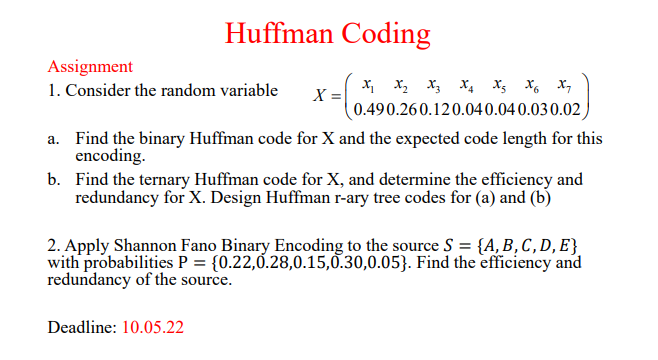 Huffman Coding
Assignment
1. Consider the random variable X = ( x₁ x₂ x₃ x₄ x₅ x₆ x₇
0.49 0.26 0.12 0.04 0.04 0.03 0.02 )
a. Find the binary Huffman code for X and the expected code length for this
encoding.
b. Find the ternary Huffman code for X, and determine the efficiency and
redundancy for X. Design Huffman r-ary tree codes for (a) and (b)
2. Apply Shannon Fano Binary Encoding to the source S = {A, B, C, D, E}
with probabilities P = {0.22,0.28,0.15,0.30,0.05}. Find the efficiency and
redundancy of the source.
Deadline: 10.05.22